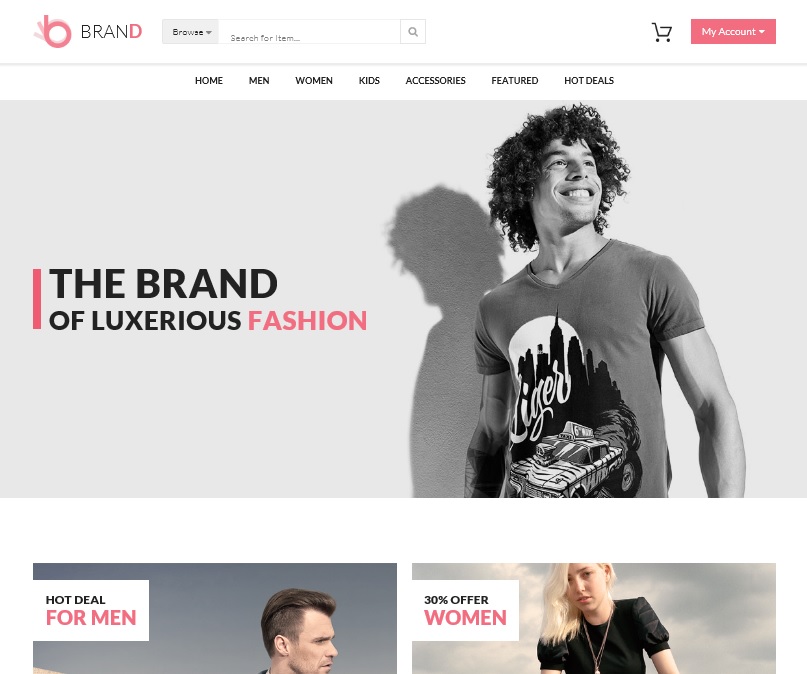 BRAND
Browse
Search for Item...
My Account
HOME MEN WOMEN KIDS ACCESSORIES FEATURED HOT DEALS
THE BRAND
OF LUXERIOUS FASHION
Liger
HOT DEAL
FOR MEN
30% OFFER
WOMEN